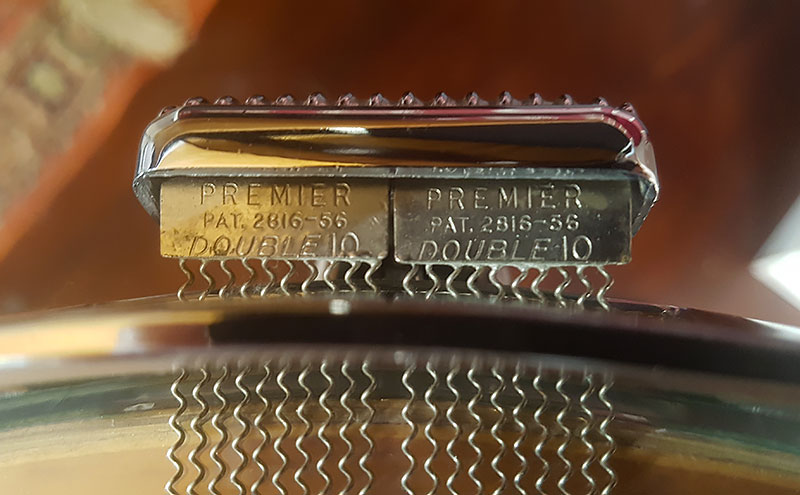 PREMIER
PAT. 2816-56
DOUBLE 10
PREMIER
PAT. 2816-56
DOUBLE 10